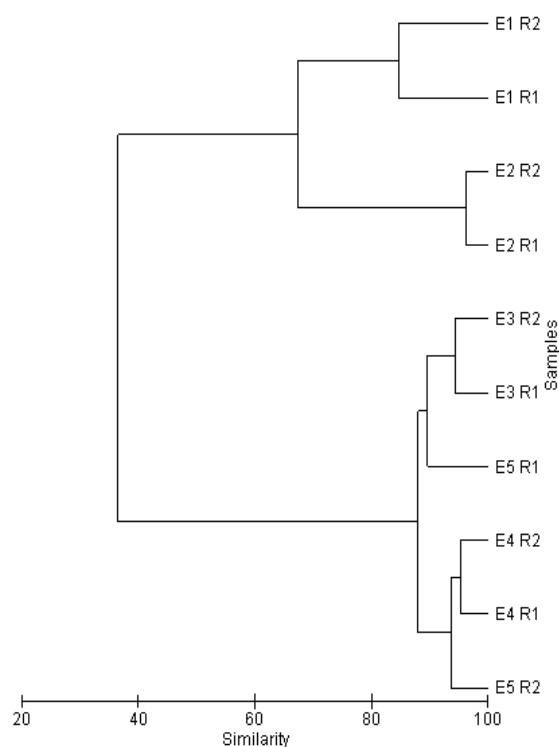 E1 R2
E1 R1
E2 R2
E2 R1
E3 R2
E3 R1
E5 R1
E4 R2
E4 R1
E5 R2
Samples
20 40 60 80 100
Similarity